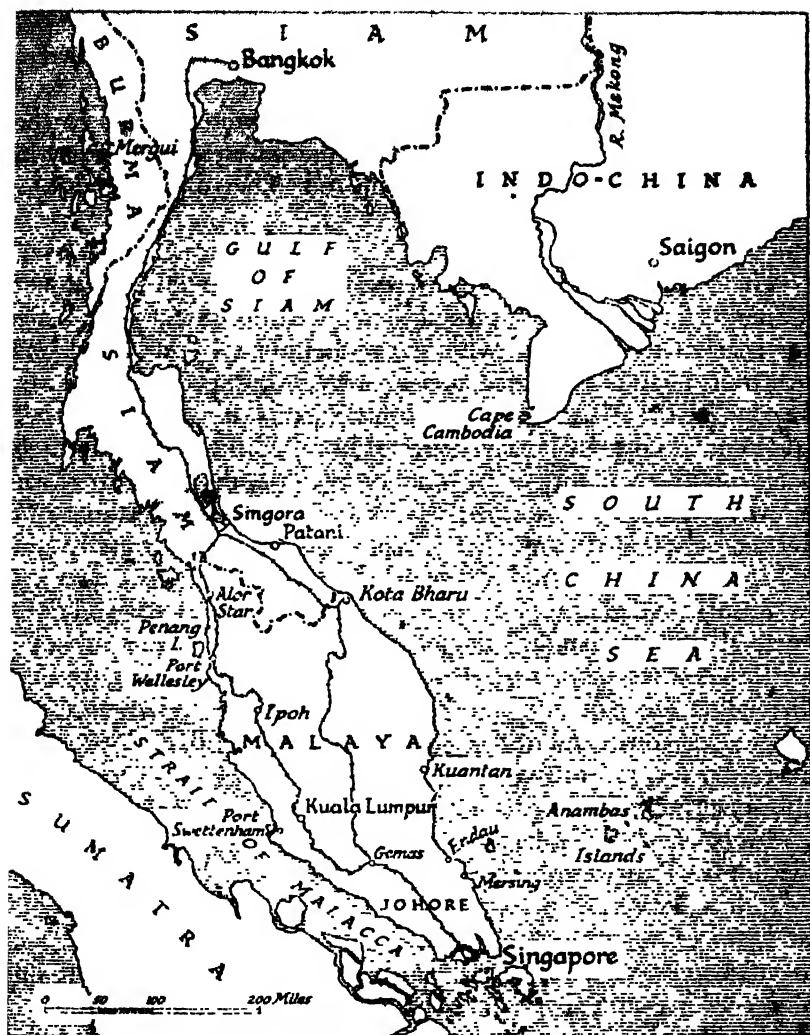 SIAM
BURMA
Bangkok
R. Mekong
Mergui
INDO-CHINA
GULF
OF
SIAM
Saigon
SIAM
Cape
Cambodia
SOUTH
CHINA
SEA
Singora
Patani
Alor
Star
Kota Bharu
Penang
I.
Port
Wellesley
Ipoh
MALAYA
STRAIT OF MALACCA
Kuantan
SUMATRA
Kuala Lumpur
Port
Swettenham
Anambas
Islands
Endau
Gemas
Mersing
JOHORE
Singapore
0 50 100 200 Miles